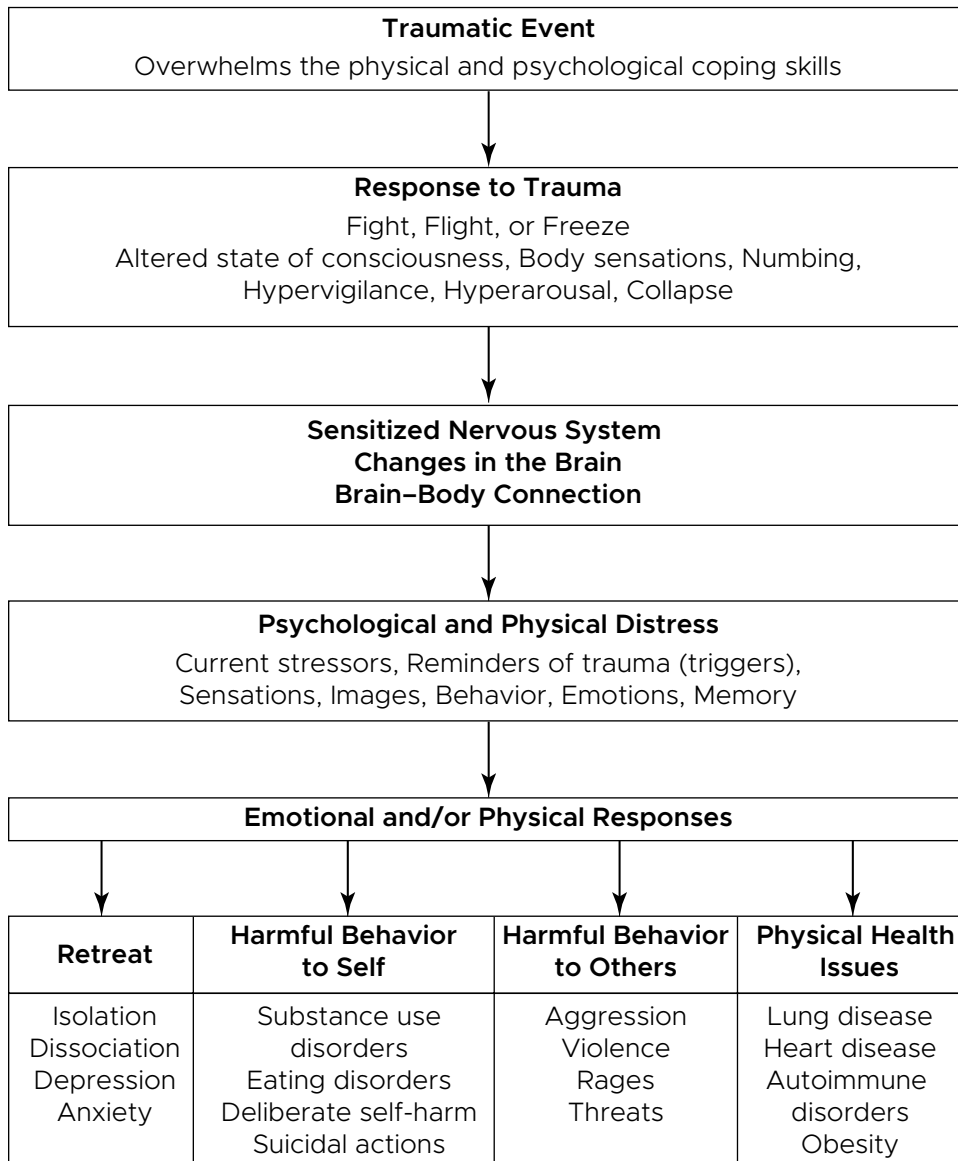 Traumatic Event
Overwhelms the physical and psychological coping skills
Response to Trauma
Fight, Flight, or Freeze
Altered state of consciousness, Body sensations, Numbing,
Hypervigilance, Hyperarousal, Collapse
Sensitized Nervous System
Changes in the Brain
Brain–Body Connection
Psychological and Physical Distress
Current stressors, Reminders of trauma (triggers),
Sensations, Images, Behavior, Emotions, Memory
Emotional and/or Physical Responses
Retreat
Isolation
Dissociation
Depression
Anxiety
Harmful Behavior
to Self
Substance use
disorders
Eating disorders
Deliberate self-harm
Suicidal actions
Harmful Behavior
to Others
Aggression
Violence
Rages
Threats
Physical Health
Issues
Lung disease
Heart disease
Autoimmune
disorders
Obesity